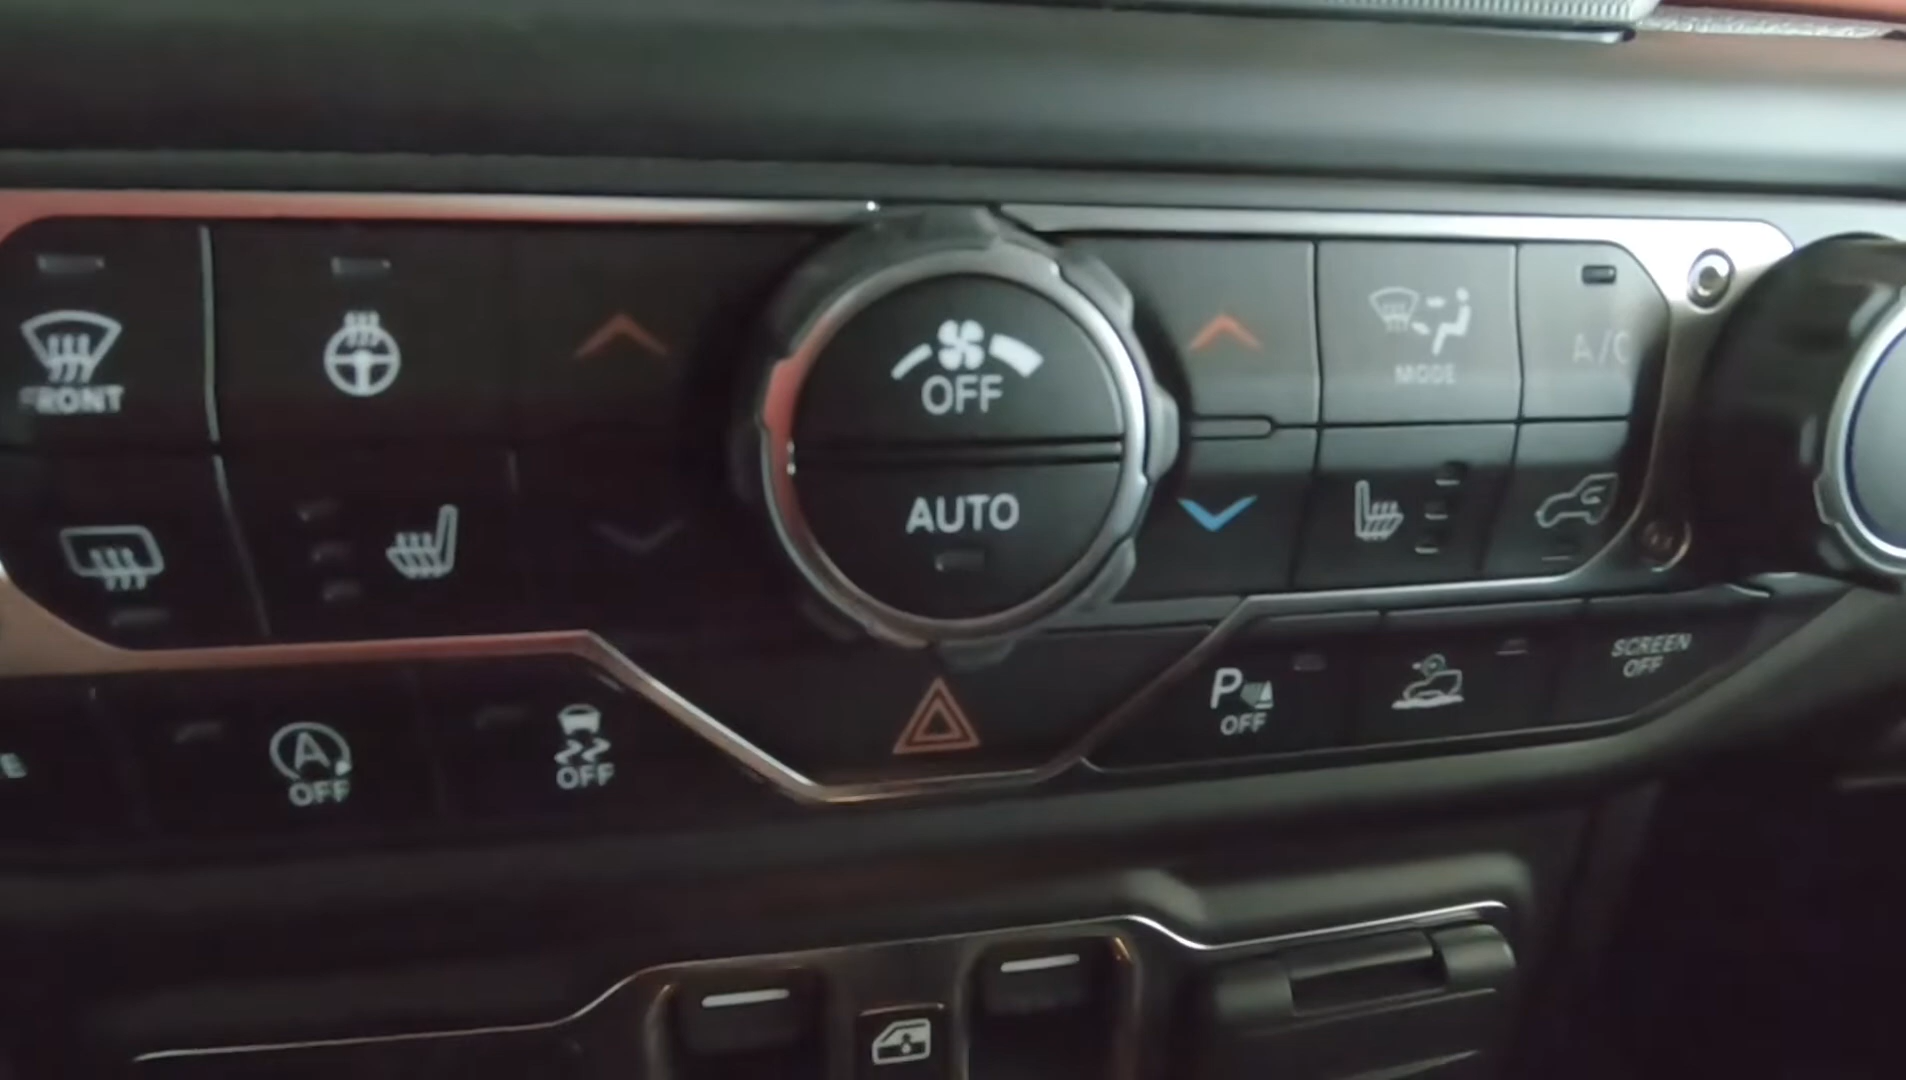 FRONT
OFF
AUTO
MODE
A/C
E
A
OFF
OFF
P
OFF
SCREEN
OFF